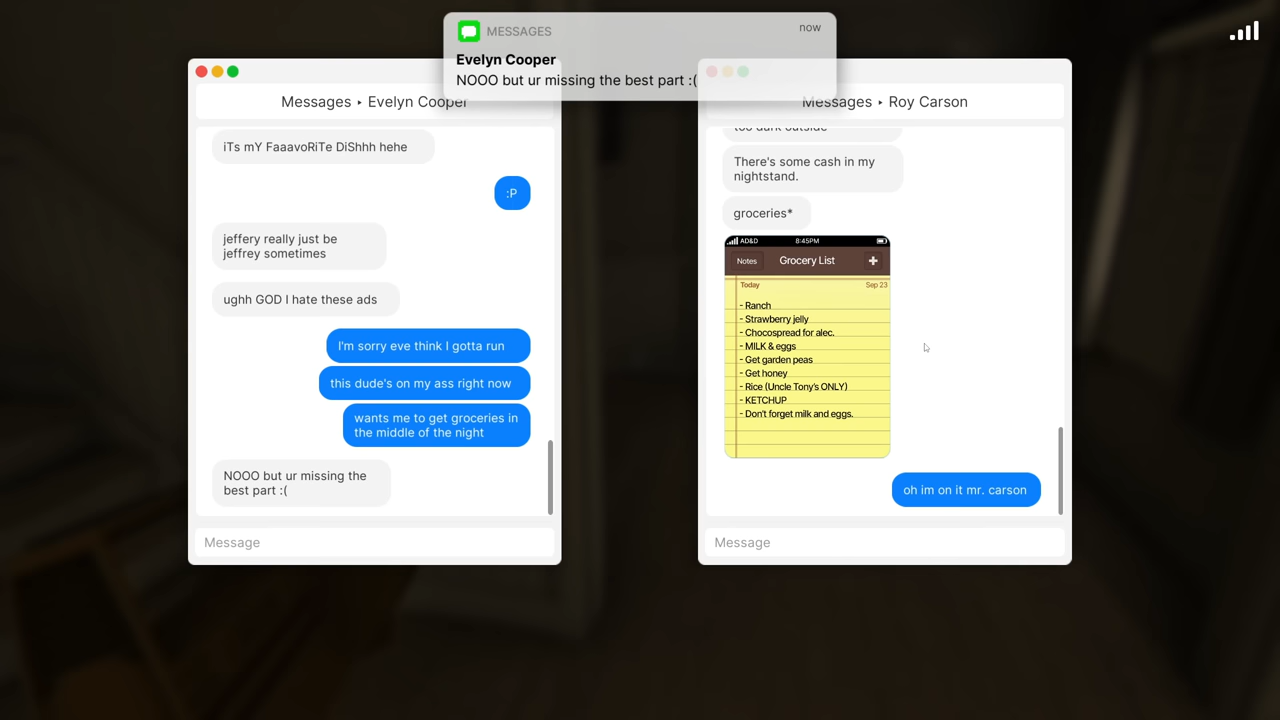 MESSAGES
now
Evelyn Cooper
NOOO but ur missing the best part :(
Messages ‣ Evelyn Cooper
iTs mY FaaavoRiTe DiShhh hehe
:P
jeffery really just be
jeffrey sometimes
ughh GOD I hate these ads
I'm sorry eve think I gotta run
this dude's on my ass right now
wants me to get groceries in
the middle of the night
NOOO but ur missing the
best part :(
Message
Messages ‣ Roy Carson
too dark outside
There's some cash in my
nightstand.
groceries*
AD&D 8:45PM
Notes Grocery List +
Today Sep 23
- Ranch
- Strawberry jelly
- Chocospread for alec.
- MILK & eggs
- Get garden peas
- Get honey
- Rice (Uncle Tony's ONLY)
- KETCHUP
- Don't forget milk and eggs.
oh im on it mr. carson
Message